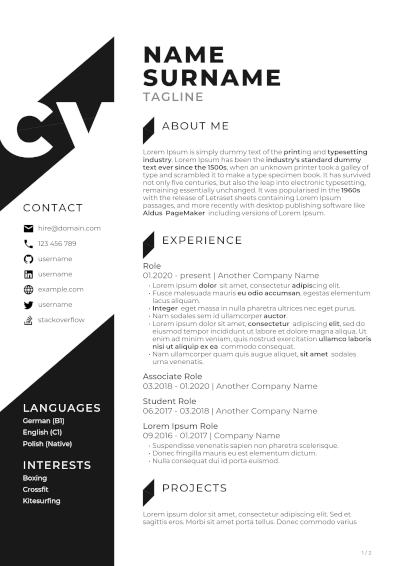 CV
NAME
SURNAME
TAGLINE
ABOUT ME
Lorem Ipsum is simply dummy text of the printing and typesetting
industry. Lorem Ipsum has been the industry's standard dummy
text ever since the 1500s, when an unknown printer took a galley of
type and scrambled it to make a type specimen book. It has survived
not only five centuries, but also the leap into electronic typesetting,
remaining essentially unchanged. It was popularised in the 1960s
with the release of Letraset sheets containing Lorem Ipsum
passages, and more recently with desktop publishing software like
Aldus PageMaker including versions of Lorem Ipsum.
CONTACT
hire@domain.com
123 456 789
username
username
example.com
username
stackoverflow
EXPERIENCE
Role
01.2020 - present | Another Company Name
• Lorem ipsum dolor sit amet, consectetur adipiscing elit.
• Fusce malesuada mauris eu odio accumsan, egestas elementum
lacus aliquam.
• Integer eget massa in nulla pharetra ultrices nec eget purus.
• Nam sodales sem id ullamcorper auctor.
• Lorem ipsum dolor sit amet, consectetur adipiscing elit, sed do
eiusmod tempor incididunt ut labore et dolore magna aliqua. Ut
enim ad minim veniam, quis nostrud exercitation ullamco laboris
nisi ut aliquip ex ea commodo consequat.
• Nam ullamcorper quam quis augue aliquet, sit amet sodales
urna venenatis.
Associate Role
03.2018 - 01.2020 | Another Company Name
Student Role
06.2017 - 03.2018 | Another Company Name
Lorem Ipsum Role
09.2016 - 01.2017 | Company Name
• Suspendisse venenatis sapien non pharetra scelerisque.
• Donec fringilla mauris eu est elementum dictum.
• Nulla consequat dui id porta euismod.
LANGUAGES
German (B1)
English (C1)
Polish (Native)
INTERESTS
Boxing
Crossfit
Kitesurfing
PROJECTS
Lorem ipsum dolor sit amet, consectetur adipiscing elit. Sed et
sagittis eros. Morbi sit amet porta tellus. Donec commodo varius
1 / 2